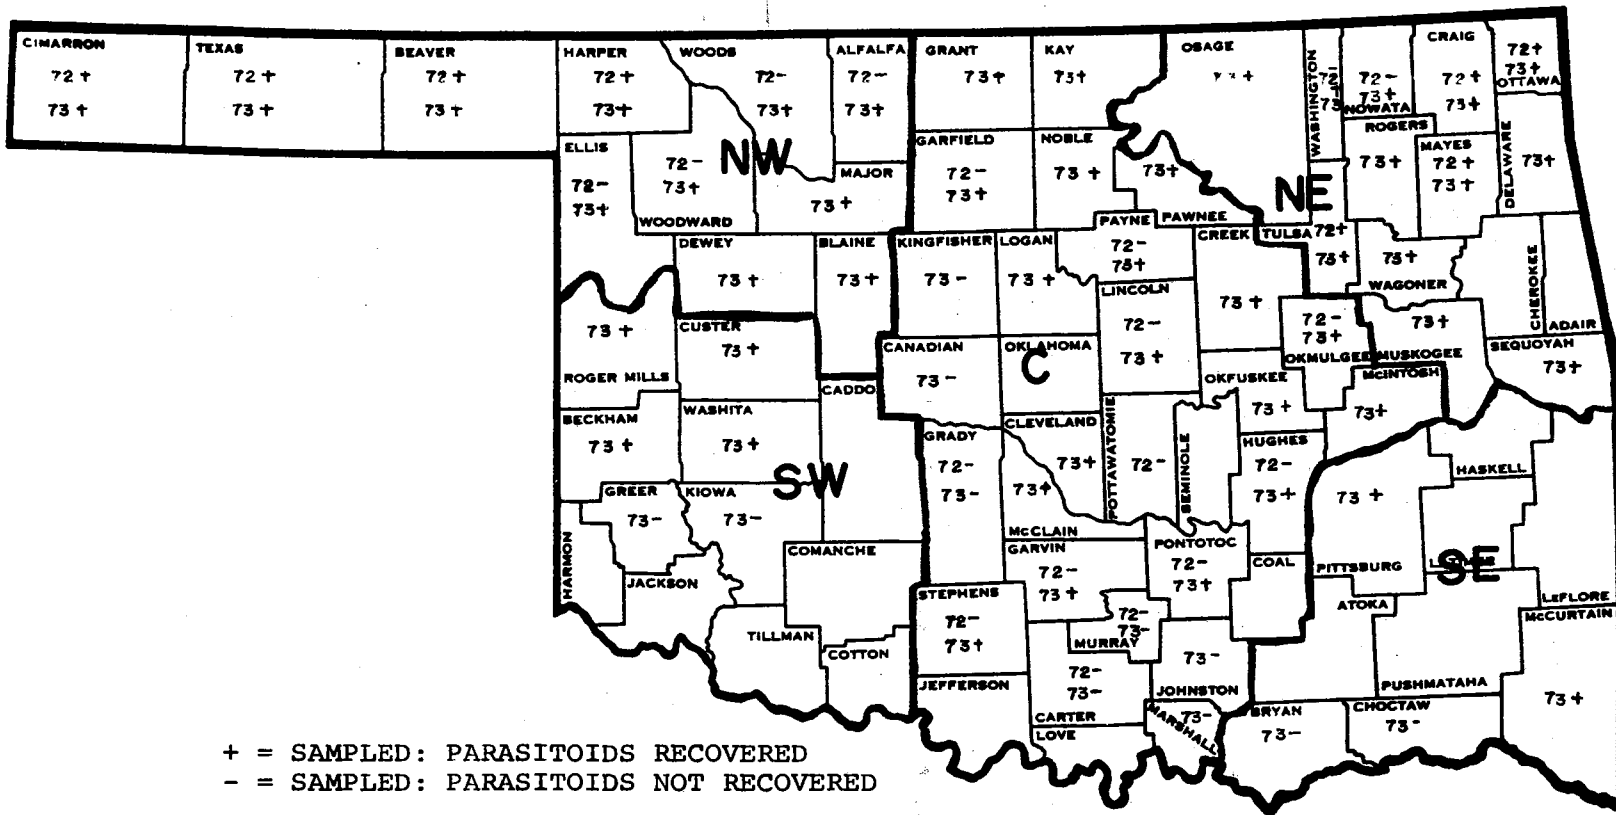 CIMARRON
72 +
73 +
TEXAS
72 +
73 +
BEAVER
72 +
73 +
HARPER
72 +
73+
WOODS
72-
73+
ALFALFA
72-
73+
GRANT
73+
KAY
73+
OSAGE
73 +
WASHINGTON
72-
73
72-
73+
NOWATA
CRAIG
72+
73+
72+
73+
OTTAWA
ELLIS
72-
73+
72-
73+
WOODWARD
NW
MAJOR
73 +
GARFIELD
72-
73+
NOBLE
73 +
73+
PAWNEE
NE
ROGERS
73+
MAYES
72+
73+
DELAWARE
73+
DEWEY
73+
BLAINE
73+
KINGFISHER
73-
LOGAN
73+
PAYNE
72-
73+
CREEK
73+
TULSA
72+
73+
73+
WAGONER
CHEROKEE
ADAIR
73 +
ROGER MILLS
CUSTER
73+
CADDO
CANADIAN
73-
OKLAHOMA
C
LINCOLN
72-
73+
72-
73+
OKMULGEE
73+
MUSKOGEE
SEQUOYAH
73+
BECKHAM
73+
WASHITA
73+
SW
GRADY
72-
73-
CLEVELAND
73+
73+
McCLAIN
POTTAWATOMIE
72-
SEMINOLE
OKFUSKEE
73 +
McINTOSH
73+
HUGHES
72-
73+
HASKELL
73 +
PITTSBURG
SE
LEFLORE
GREER
73-
KIOWA
73-
HARMON
JACKSON
COMANCHE
TILLMAN
COTTON
STEPHENS
72-
73+
JEFFERSON
GARVIN
72-
73+
PONTOTOC
72-
73+
COAL
ATOKA
72-
73-
MURRAY
72-
73-
CARTER
LOVE
73-
JOHNSTON
MARSHALL
73-
BRYAN
73-
CHOCTAW
73-
PUSHMATAHA
McCURTAIN
73+
+ = SAMPLED: PARASITOIDS RECOVERED
- = SAMPLED: PARASITOIDS NOT RECOVERED